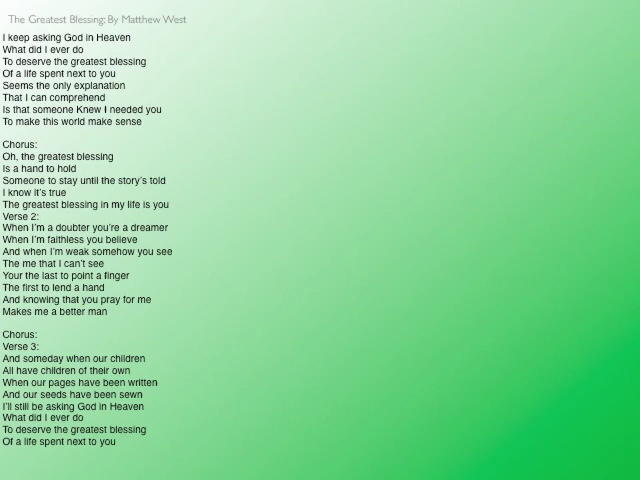 The Greatest Blessing: By Matthew West
I keep asking God in Heaven
What did I ever do
To deserve the greatest blessing
Of a life spent next to you
Seems the only explanation
That I can comprehend
Is that someone Knew I needed you
To make this world make sense
Chorus:
Oh, the greatest blessing
Is a hand to hold
Someone to stay until the story's told
I know it's true
The greatest blessing in my life is you
Verse 2:
When I'm a doubter you're a dreamer
When I'm faithless you believe
And when I'm weak somehow you see
The me that I can't see
Your the last to point a finger
The first to lend a hand
And knowing that you pray for me
Makes me a better man
Chorus:
Verse 3:
And someday when our children
All have children of their own
When our pages have been written
And our seeds have been sewn
I'll still be asking God in Heaven
What did I ever do
To deserve the greatest blessing
Of a life spent next to you